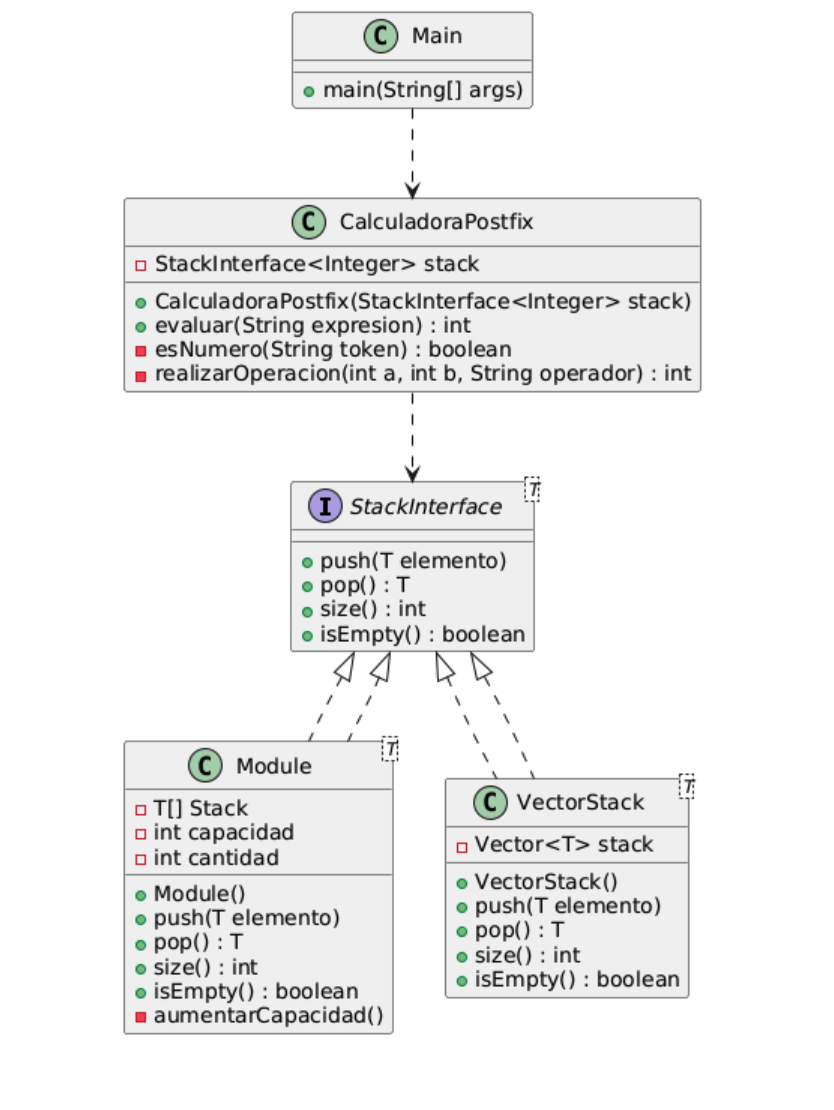 C Main
main(String[] args)
C CalculadoraPostfix
StackInterface<Integer> stack
CalculadoraPostfix(StackInterface<Integer> stack)
evaluar(String expresion) : int
esNumero(String token) : boolean
realizarOperacion(int a, int b, String operador) : int
I StackInterface T
push(T elemento)
pop() : T
size() : int
isEmpty() : boolean
C Module T
T[] Stack
int capacidad
int cantidad
Module()
push(T elemento)
pop() : T
size() : int
isEmpty() : boolean
aumentarCapacidad()
C VectorStack T
Vector<T> stack
VectorStack()
push(T elemento)
pop() : T
size() : int
isEmpty() : boolean